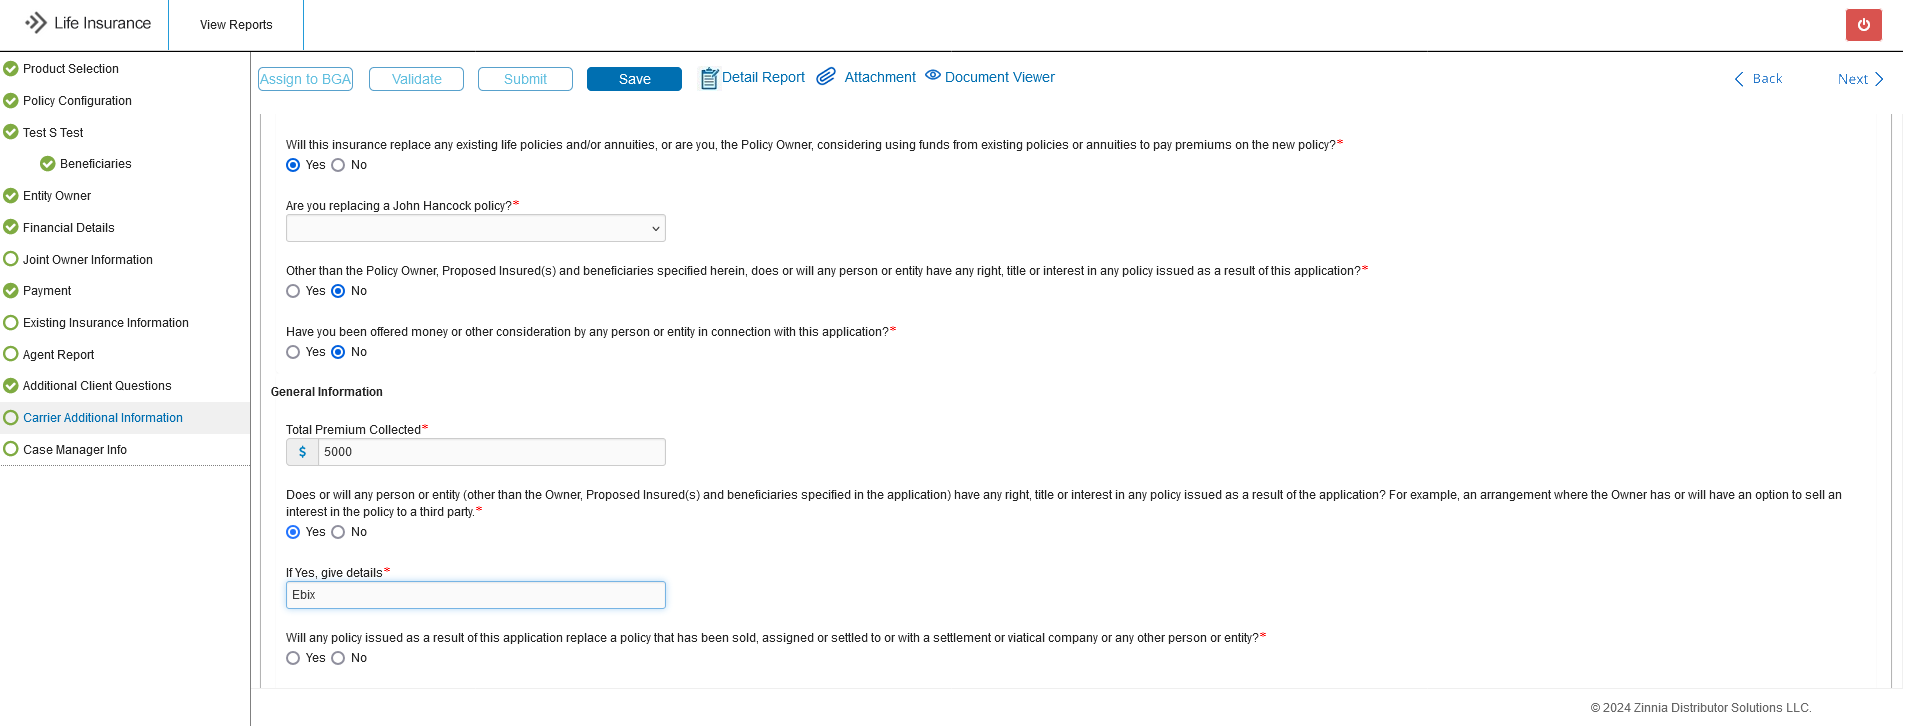 Life Insurance
View Reports
Product Selection
Policy Configuration
Test S Test
Beneficiaries
Entity Owner
Financial Details
Joint Owner Information
Payment
Existing Insurance Information
Agent Report
Additional Client Questions
Carrier Additional Information
Case Manager Info
Assign to BGA
Validate
Submit
Save
Detail Report
Attachment
Document Viewer
Back
Next
Will this insurance replace any existing life policies and/or annuities, or are you, the Policy Owner, considering using funds from existing policies or annuities to pay premiums on the new policy?*
Yes No
Are you replacing a John Hancock policy?*
Other than the Policy Owner, Proposed Insured(s) and beneficiaries specified herein, does or will any person or entity have any right, title or interest in any policy issued as a result of this application?*
Yes No
Have you been offered money or other consideration by any person or entity in connection with this application?*
Yes No
General Information
Total Premium Collected*
$ 5000
Does or will any person or entity (other than the Owner, Proposed Insured(s) and beneficiaries specified in the application) have any right, title or interest in any policy issued as a result of the application? For example, an arrangement where the Owner has or will have an option to sell an
interest in the policy to a third party.*
Yes No
If Yes, give details*
Ebix
Will any policy issued as a result of this application replace a policy that has been sold, assigned or settled to or with a settlement or viatical company or any other person or entity?*
Yes No
© 2024 Zinnia Distributor Solutions LLC.